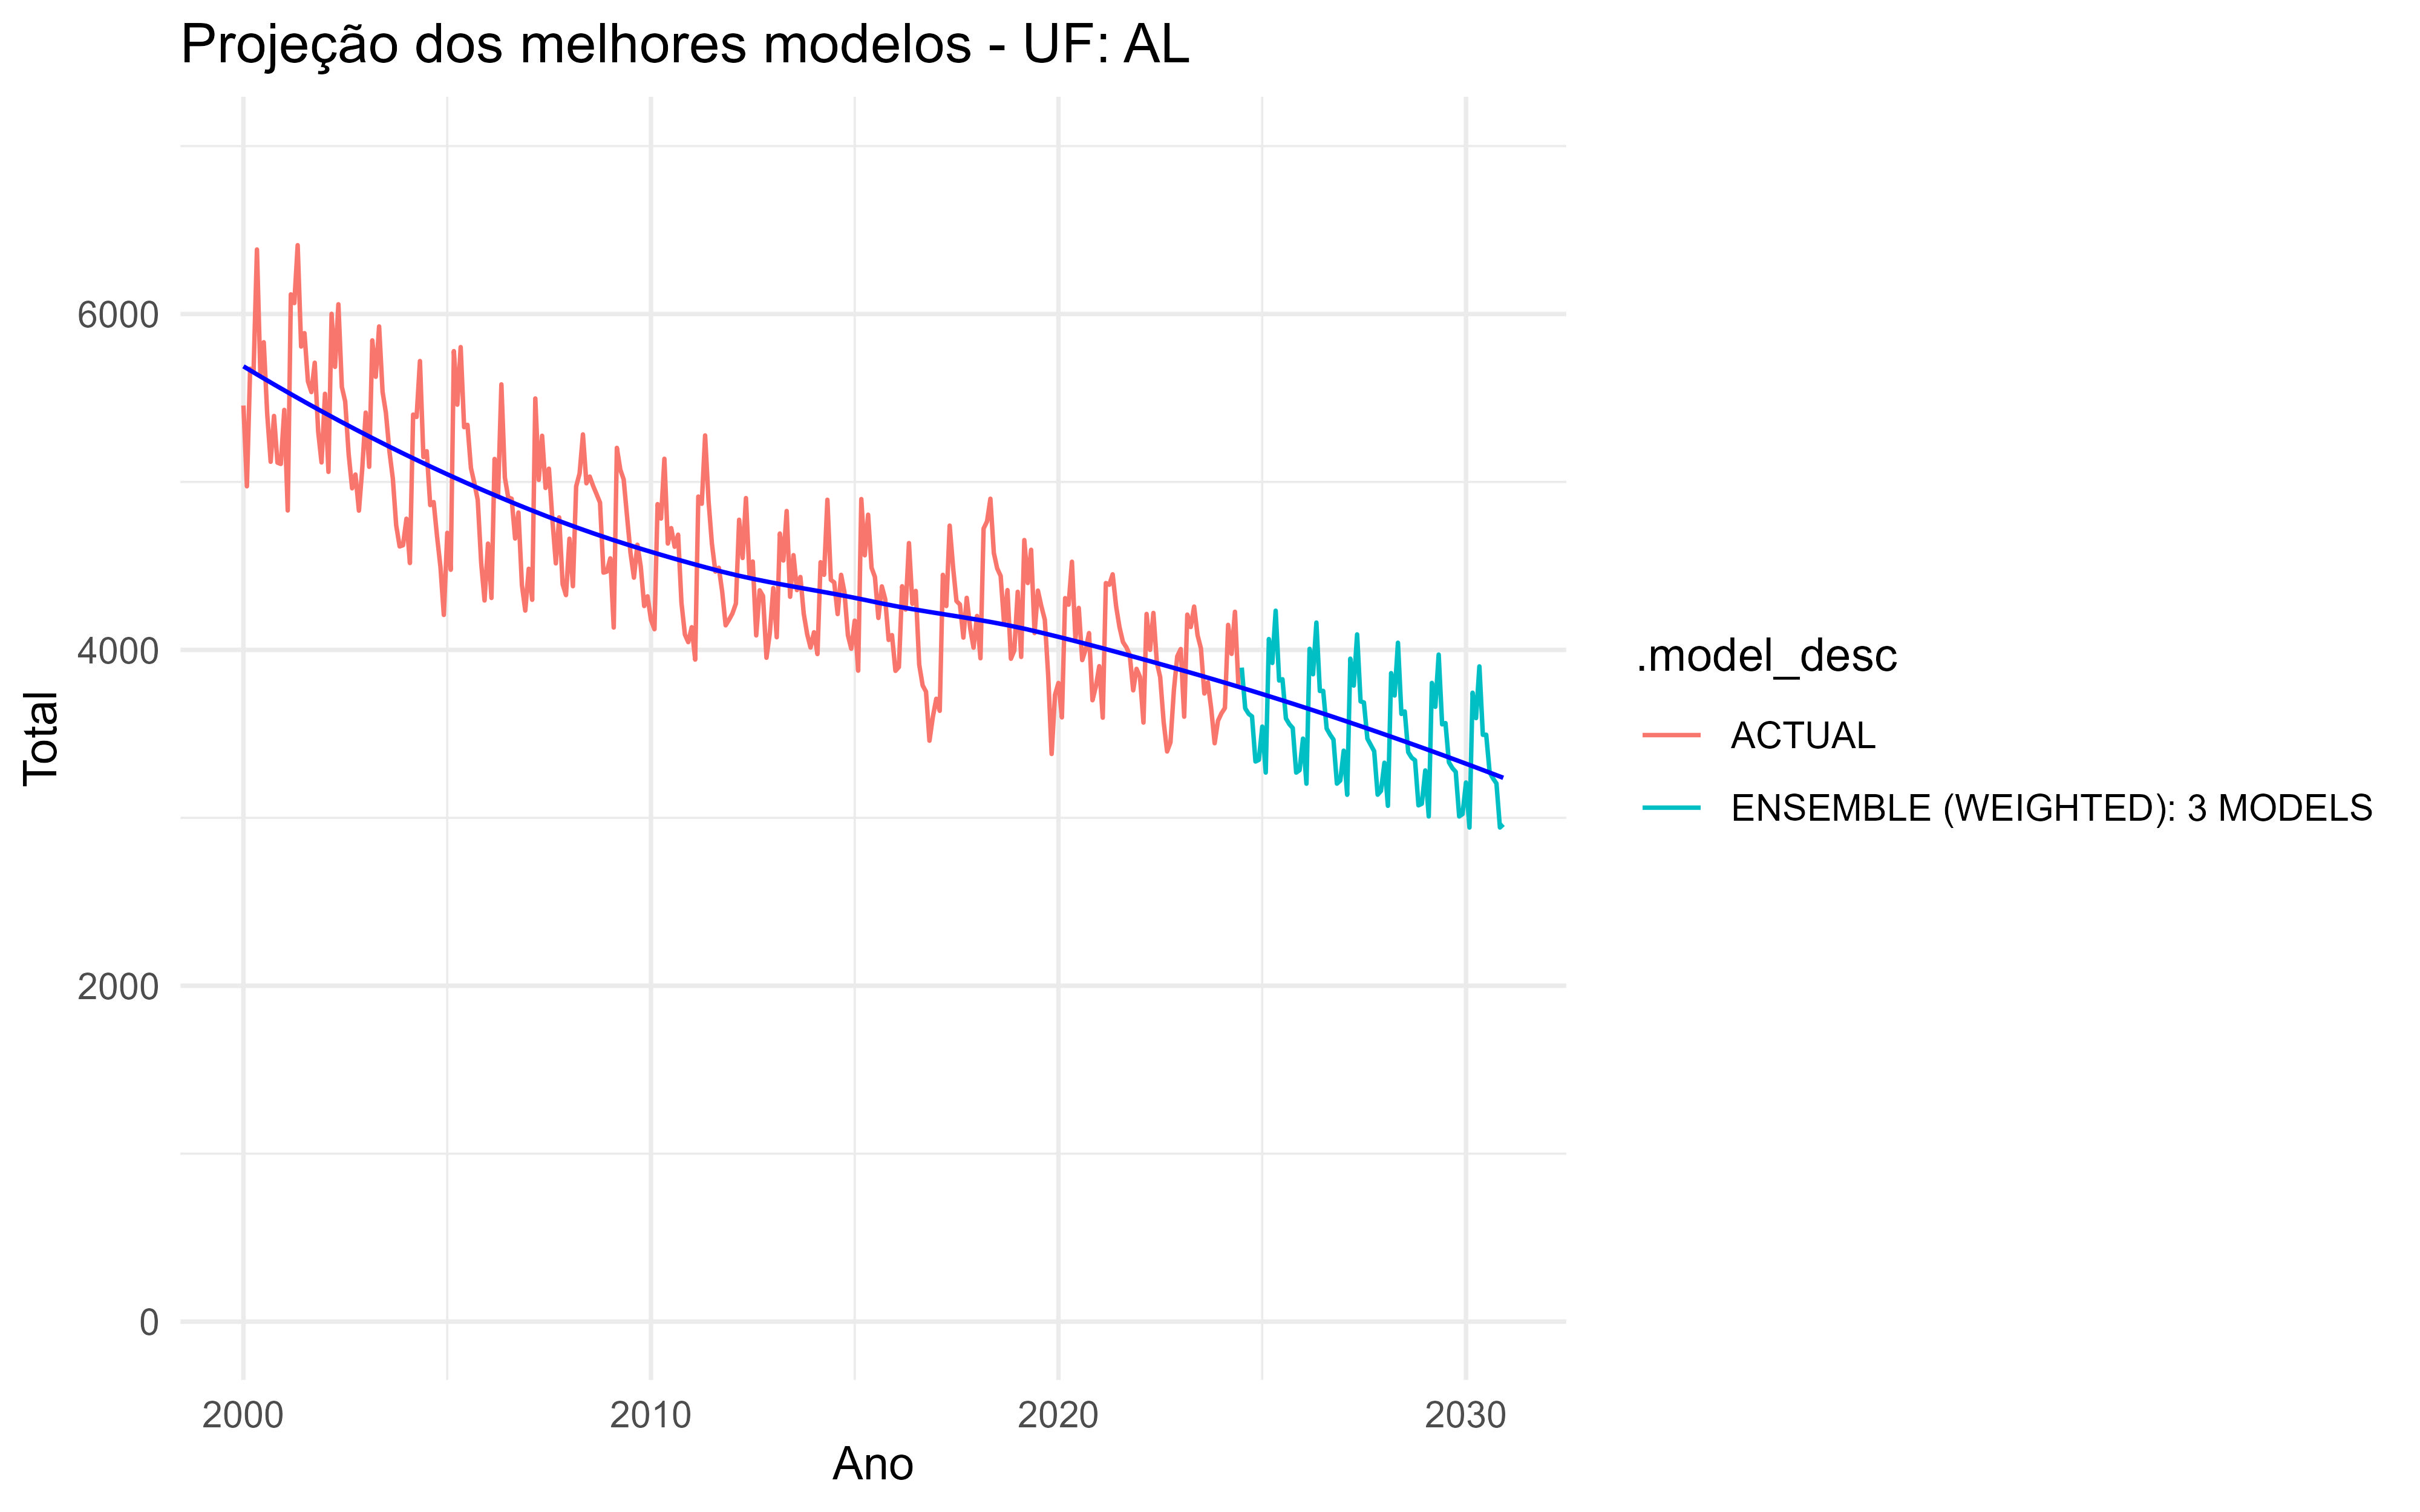 Projeção dos melhores modelos - UF: AL
Total
6000
4000
2000
0
2000
2010
2020
2030
Ano
.model_desc
ACTUAL
ENSEMBLE (WEIGHTED): 3 MODELS